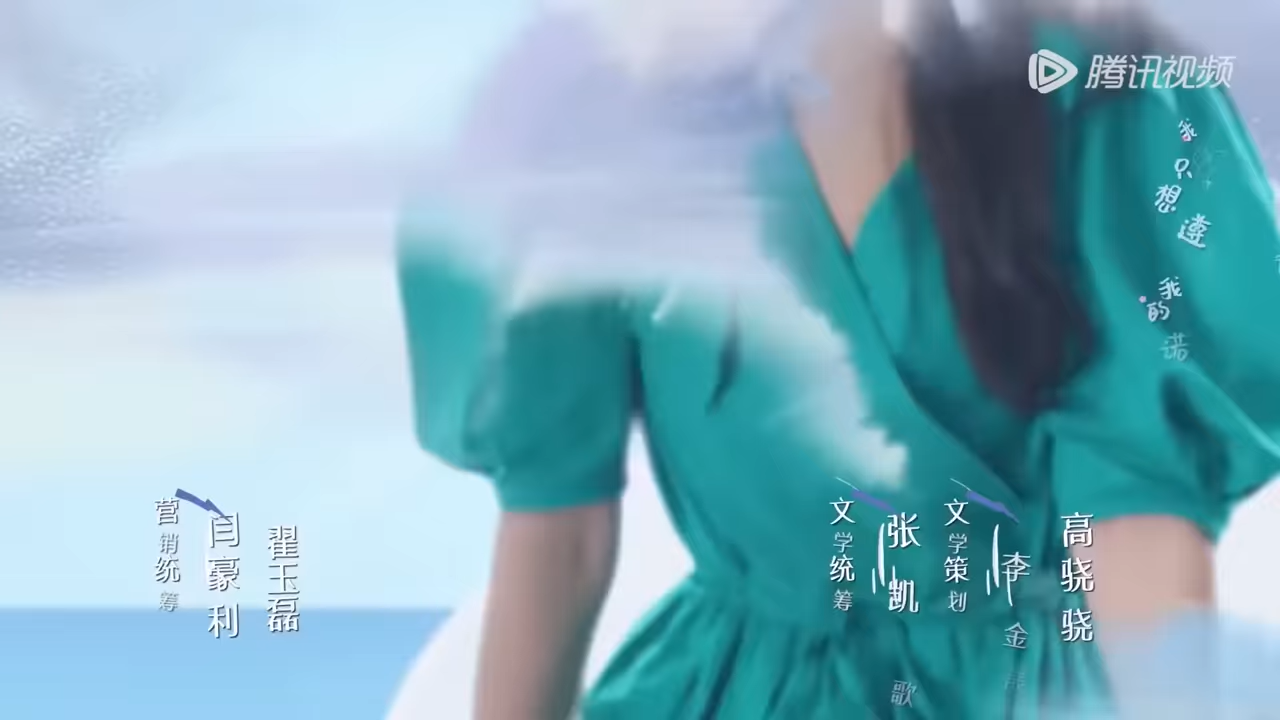 腾讯视频
我只想遵
我的诺
营销统筹
闫豪利
翟玉磊
文学统筹
张凯
歌
文学策划
李金
高骁骁